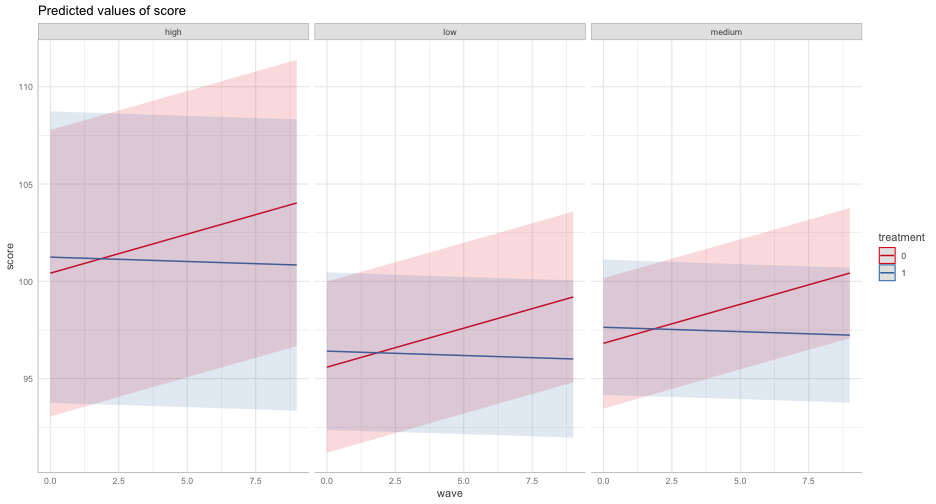 Predicted values of score
high low medium
110
105
100
95
score
0.0 2.5 5.0 7.5 0.0 2.5 5.0 7.5 0.0 2.5 5.0 7.5
wave
treatment
0
1